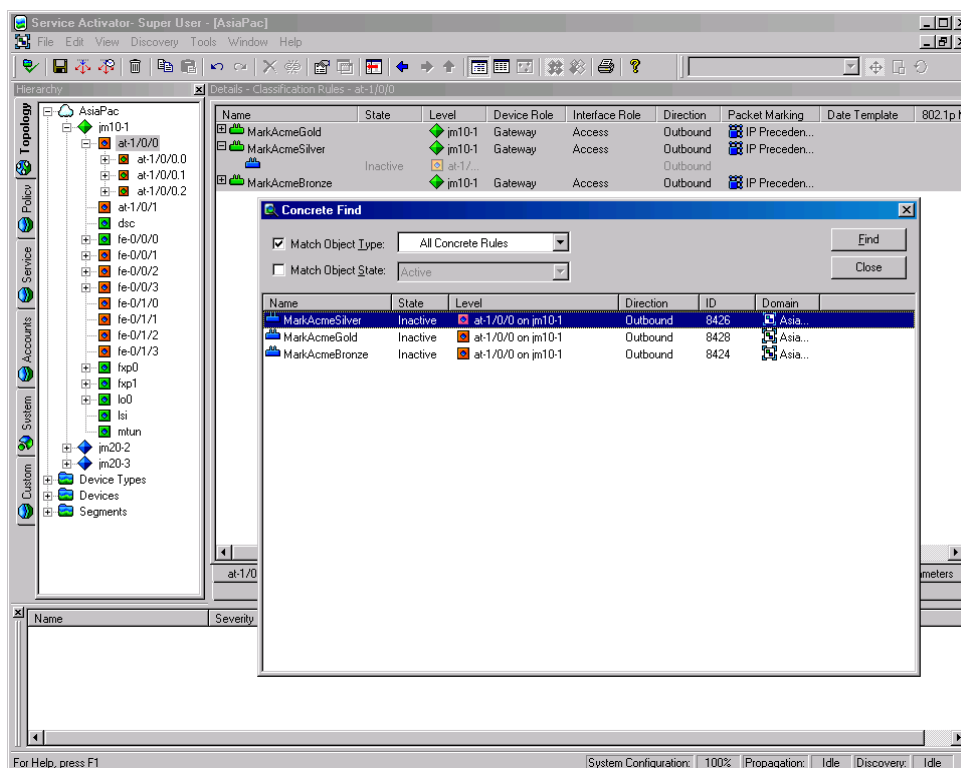 Service Activator- Super User - [AsiaPac]
File Edit View Discovery Tools Window Help
Hierarchy
Details - Classification Rules - at-1/0/0
Topology
Policy
Service
Accounts
System
Custom
AsiaPac
jm10-1
at-1/0/0
at-1/0/0.0
at-1/0/0.1
at-1/0/0.2
at-1/0/1
dsc
fe-0/0/0
fe-0/0/1
fe-0/0/2
fe-0/0/3
fe-0/1/0
fe-0/1/1
fe-0/1/2
fe-0/1/3
fxp0
fxp1
lo0
lsi
mtun
jm20-2
jm20-3
Device Types
Devices
Segments
Name State Level Device Role Interface Role Direction Packet Marking Date Template 802.1p
MarkAcmeGold jm10-1 Gateway Access Outbound IP Preceden...
MarkAcmeSilver jm10-1 Gateway Access Outbound IP Preceden...
Inactive at-1/... Outbound
MarkAcmeBronze jm10-1 Gateway Access Outbound IP Preceden...
Concrete Find
Match Object Type: All Concrete Rules Find
Match Object State: Active Close
Name State Level Direction ID Domain
MarkAcmeSilver Inactive at-1/0/0 on jm10-1 Outbound 8426 Asia...
MarkAcmeGold Inactive at-1/0/0 on jm10-1 Outbound 8428 Asia...
MarkAcmeBronze Inactive at-1/0/0 on jm10-1 Outbound 8424 Asia...
at-1/0
ameters
Name Severity
For Help, press F1 System Configuration: 100% Propagation: Idle Discovery: Idle